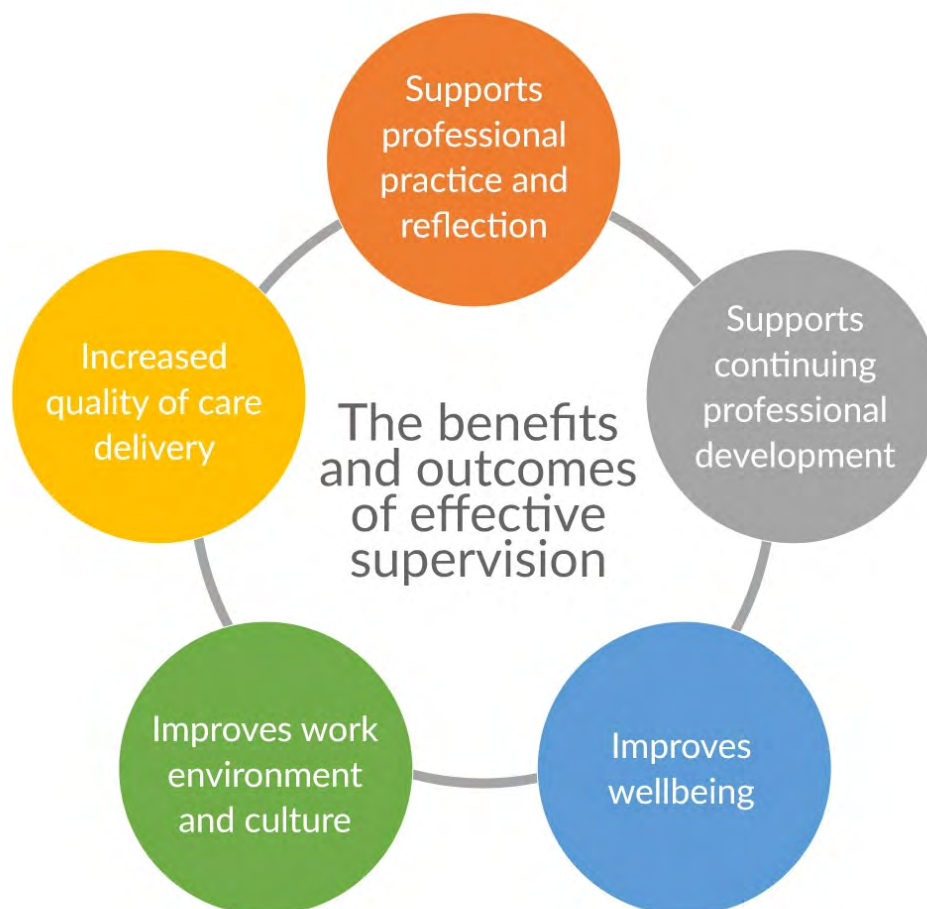 Supports
professional
practice and
reflection
Supports
continuing
professional
development
Improves
wellbeing
Improves work
environment
and culture
Increased
quality of care
delivery
The benefits
and outcomes
of effective
supervision